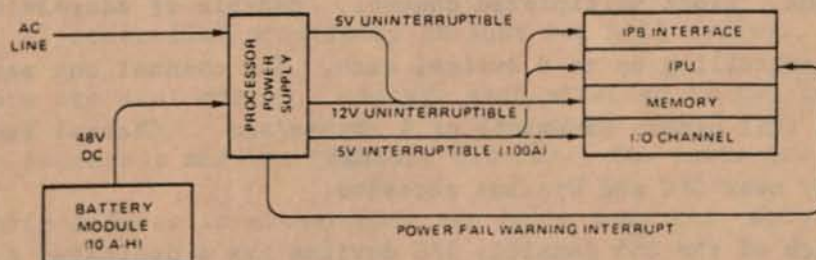 AC
LINE
48V
DC
BATTERY
MODULE
(10 A-H)
PROCESSOR
POWER
SUPPLY
5V UNINTERRUPTIBLE
12V UNINTERRUPTIBLE
5V INTERRUPTIBLE (100A)
POWER FAIL WARNING INTERRUPT
IPB INTERFACE
IPU
MEMORY
I/O CHANNEL